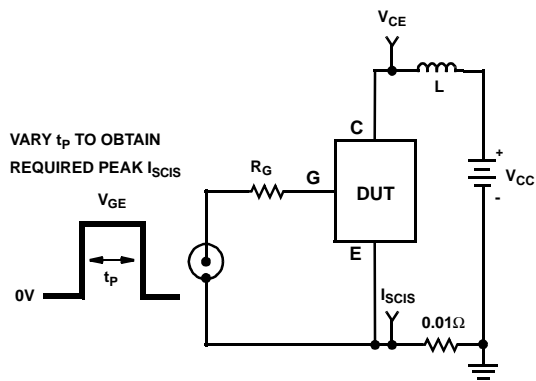 VCE
L
C
VARY tP TO OBTAIN
REQUIRED PEAK ISCIS
RG
G
DUT
+
VCC
-
VGE
E
tP
0V
ISCIS
0.01Ω